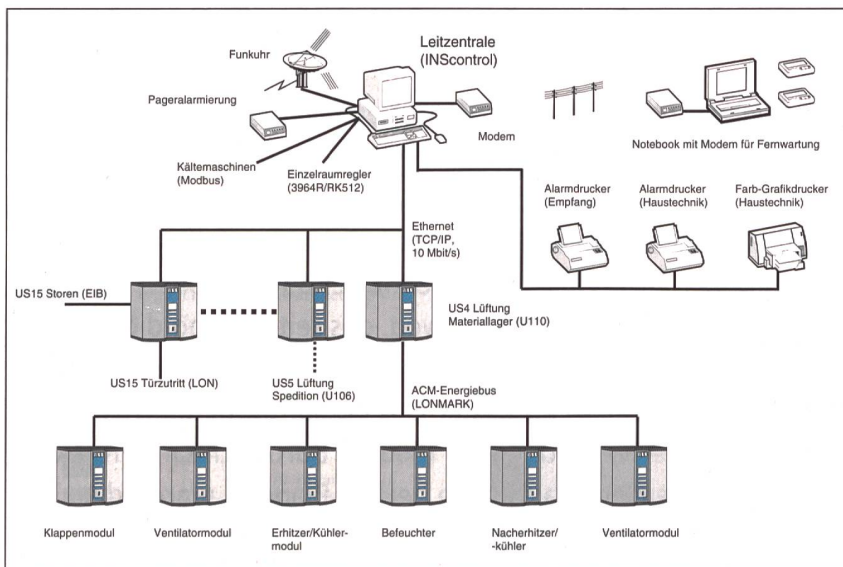 Leitzentrale
(INScontrol)
Funkuhr
Pageralarmierung
Modem
Notebook mit Modem für Fernwartung
Kältemaschinen
(Modbus)
Einzelraumregler
(3964R/RK512)
Alarmdrucker
(Empfang)
Alarmdrucker
(Haustechnik)
Farb-Grafikdrucker
(Haustechnik)
Ethernet
(TCP/IP,
10 Mbit/s)
US15 Storen (EIB)
US4 Lüftung
Materiallager (U110)
US15 Türzutritt (LON)
US5 Lüftung
Spedition (U106)
ACM-Energiebus
(LONMARK)
Klappenmodul
Ventilatormodul
Erhitzer/Kühler-
modul
Befeuchter
Nacherhitzer/
-kühler
Ventilatormodul